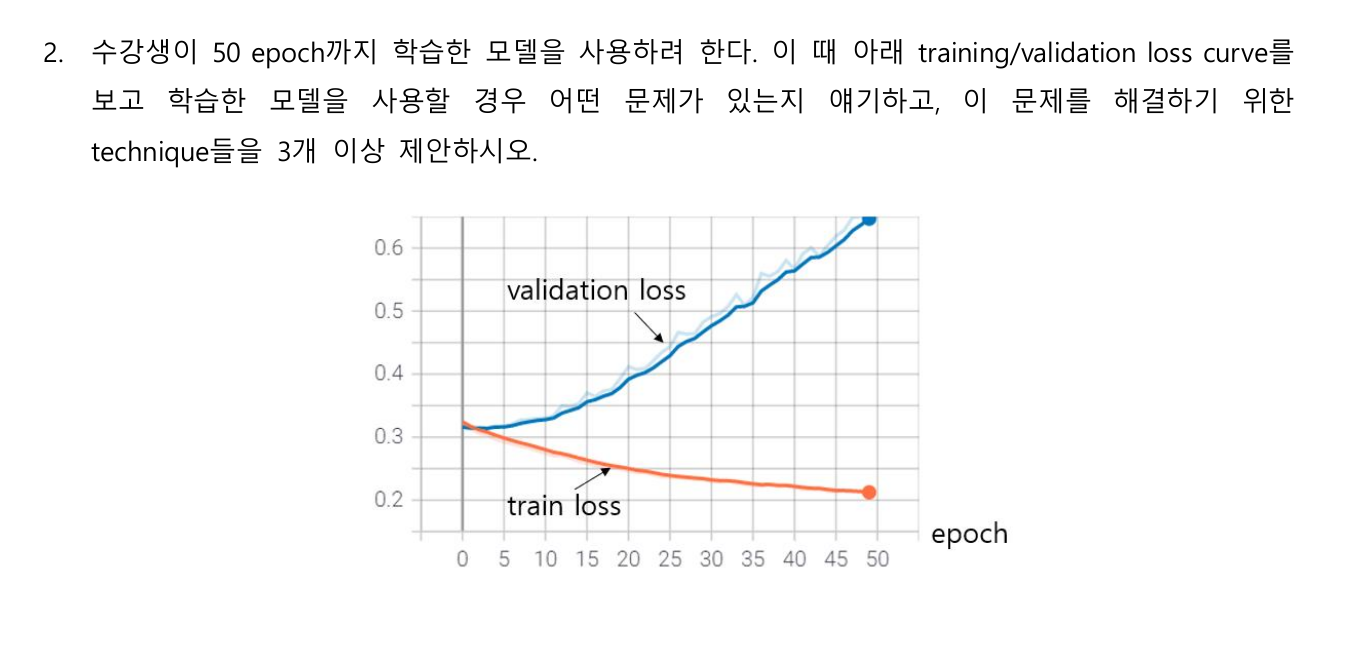 2. 수강생이 50 epoch까지 학습한 모델을 사용하려 한다. 이 때 아래 training/validation loss curve를
보고 학습한 모델을 사용할 경우 어떤 문제가 있는지 얘기하고, 이 문제를 해결하기 위한
technique들을 3개 이상 제안하시오.
0.6
validation loss
0.5
0.4
0.3
0.2
train loss
epoch
0 5 10 15 20 25 30 35 40 45 50